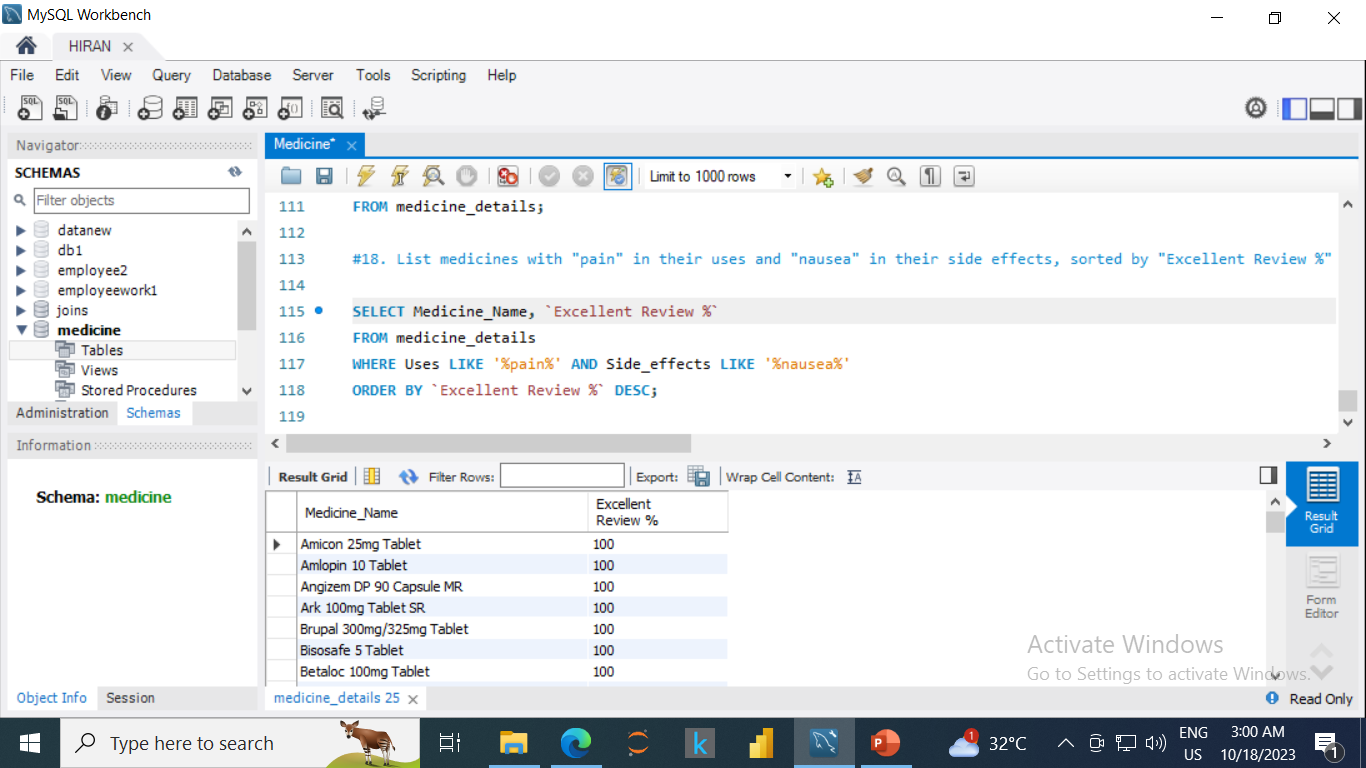 MySQL Workbench
HIRAN
File Edit View Query Database Server Tools Scripting Help
Navigator
SCHEMAS
Filter objects
datanew
db1
employee2
employeework1
joins
medicine
Tables
Views
Stored Procedures
Administration Schemas
Information
Schema: medicine
Object Info Session
Medicine*
Limit to 1000 rows
111 FROM medicine_details;
112
113 #18. List medicines with "pain" in their uses and "nausea" in their side effects, sorted by "Excellent Review %"
114
115 SELECT Medicine_Name, `Excellent Review %`
116 FROM medicine_details
117 WHERE Uses LIKE '%pain%' AND Side_effects LIKE '%nausea%'
118 ORDER BY `Excellent Review %` DESC;
119
Result Grid Filter Rows: Export: Wrap Cell Content:
Medicine_Name Excellent
Review %
Amicon 25mg Tablet 100
Amlopin 10 Tablet 100
Angizem DP 90 Capsule MR 100
Ark 100mg Tablet SR 100
Brupal 300mg/325mg Tablet 100
Bisosafe 5 Tablet 100
Betaloc 100mg Tablet 100
Result
Grid
Form
Editor
Activate Windows
Go to Settings to activate Windows.
medicine_details 25
Read Only
Type here to search
1
32°C
ENG
US
3:00 AM
10/18/2023
1